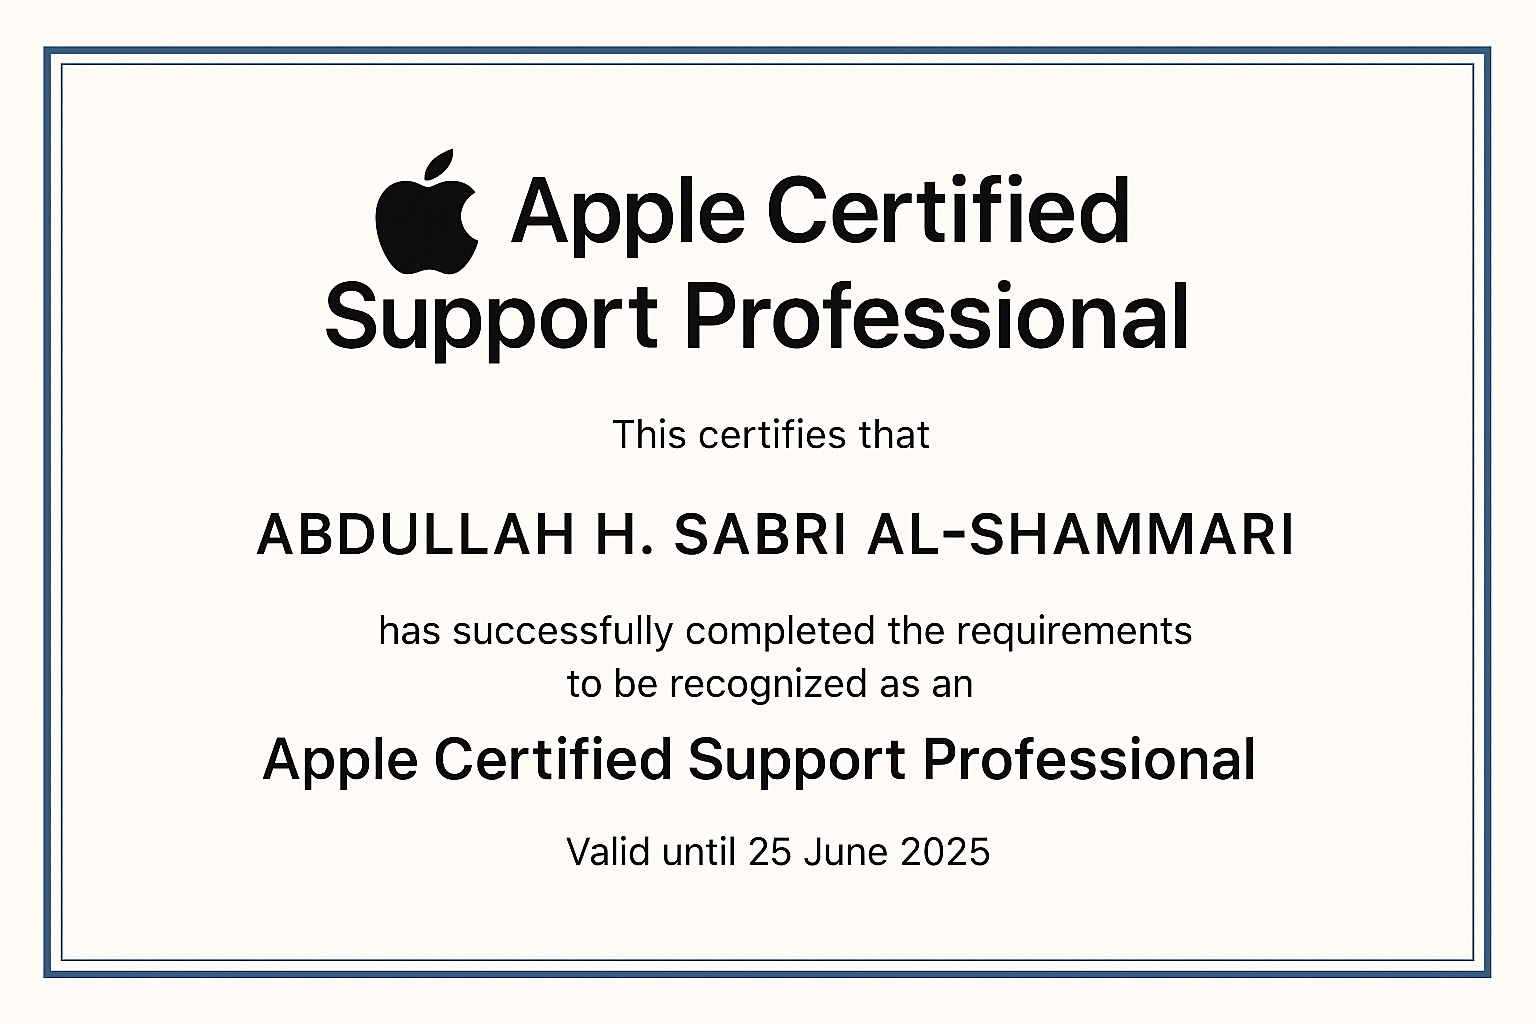 Apple Certified
Support Professional
This certifies that
ABDULLAH H. SABRI AL-SHAMMARI
has successfully completed the requirements
to be recognized as an
Apple Certified Support Professional
Valid until 25 June 2025